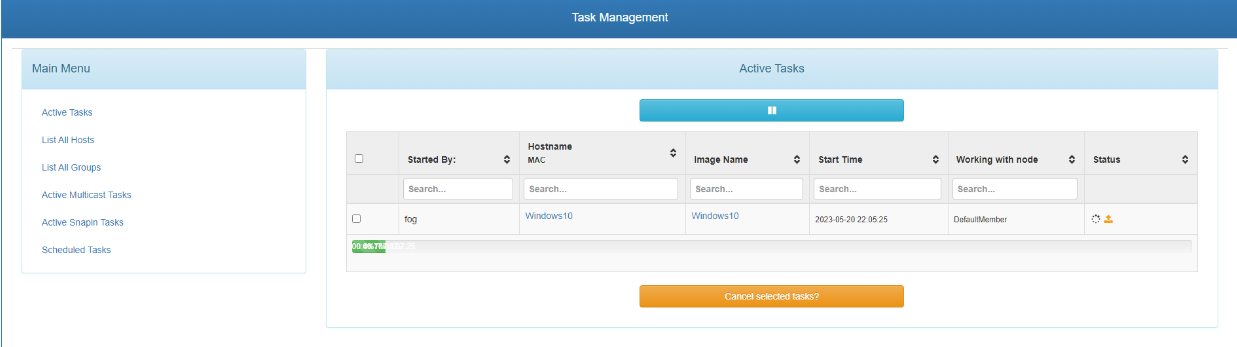 Task Management
Main Menu
Active Tasks
List All Hosts
List All Groups
Active Multicast Tasks
Active Snapin Tasks
Scheduled Tasks
Active Tasks
Started By:
Hostname
MAC
Image Name
Start Time
Working with node
Status
Search...
Search...
Search...
Search...
Search...
fog
Windows10
Windows10
2023-05-20 22:05:25
DefaultMember
Cancel selected tasks?